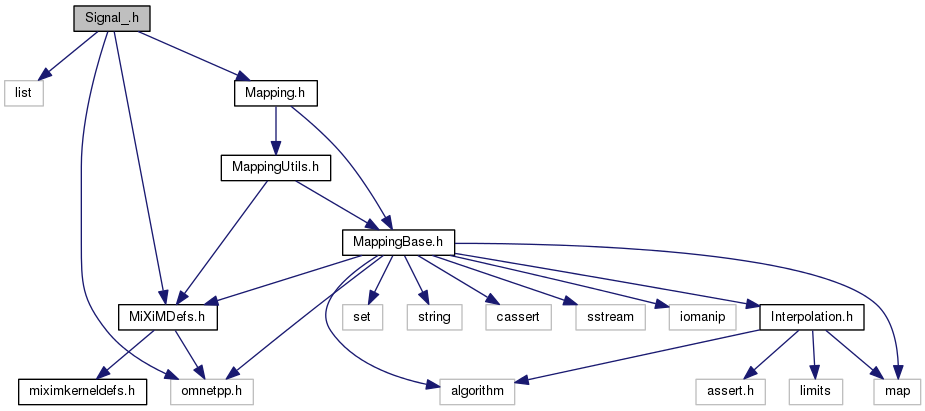 Signal_.h
list
Mapping.h
MappingUtils.h
MappingBase.h
MiXiMDefs.h
set
string
cassert
sstream
iomanip
Interpolation.h
miximkerneldefs.h
omnetpp.h
algorithm
assert.h
limits
map